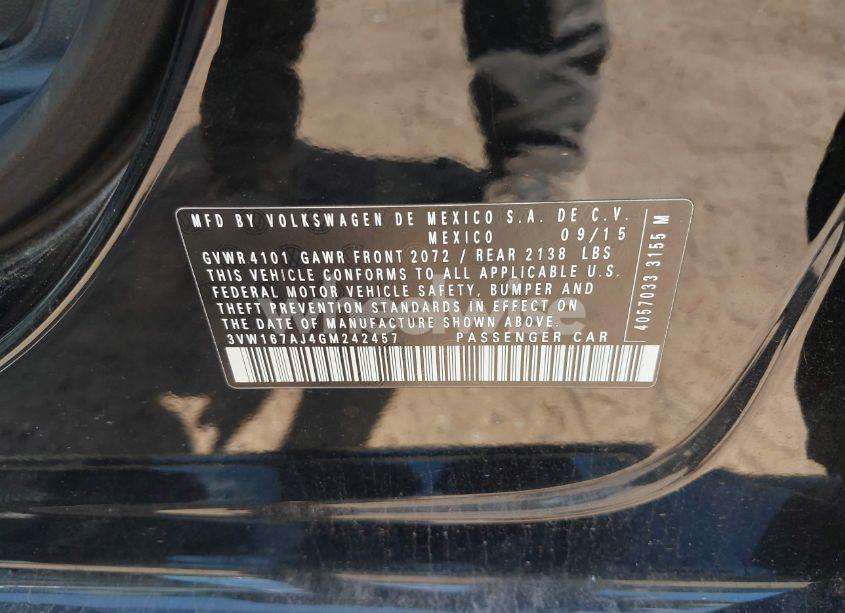 MFD BY VOLKSWAGEN DE MEXICO S.A. DE C.V.
MEXICO 09/15
GVWR 4101 GAWR FRONT 2072 / REAR 2138 LBS
THIS VEHICLE CONFORMS TO ALL APPLICABLE U.S.
FEDERAL MOTOR VEHICLE SAFETY, BUMPER AND
THEFT PREVENTION STANDARDS IN EFFECT ON
THE DATE OF MANUFACTURE SHOWN ABOVE.
3VW167AJ4GM242457 PASSENGER CAR
4057033 3155 M